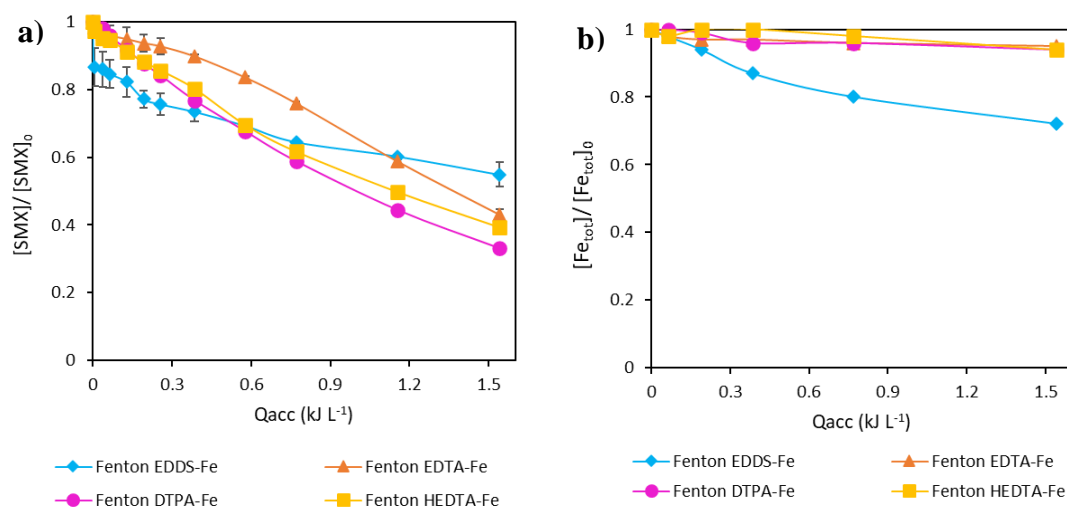 a)
1
0.8
0.6
0.4
0.2
0
[SMX]/ [SMX]₀
0 0.3 0.6 0.9 1.2 1.5
Qacc (kJ L⁻¹)
Fenton EDDS-Fe Fenton EDTA-Fe
Fenton DTPA-Fe Fenton HEDTA-Fe
b)
1
0.8
0.6
0.4
0.2
0
[Fe_tot]/ [Fe_tot]₀
0 0.3 0.6 0.9 1.2 1.5
Qacc (kJ L⁻¹)
Fenton EDDS-Fe Fenton EDTA-Fe
Fenton DTPA-Fe Fenton HEDTA-Fe